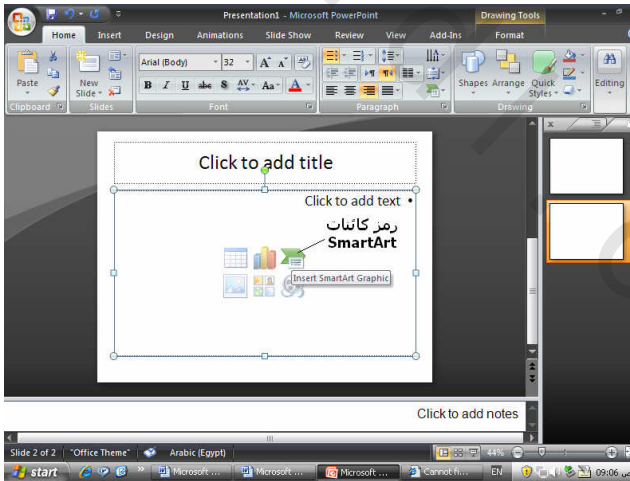 Presentation1 - Microsoft PowerPoint
Drawing Tools
Home Insert Design Animations Slide Show Review View Add-Ins Format
Paste
New Slide
Arial (Body) 32 A A
B I U abe S AV Aa A
Shapes Arrange Quick Styles
Editing
Clipboard Slides Font Paragraph Drawing
Click to add title
Click to add text •
رمز كائنات
SmartArt
Insert SmartArt Graphic
Click to add notes
Slide 2 of 2 "Office Theme" Arabic (Egypt) 44%
start Microsoft ... Microsoft ... Microsoft ... Cannot fi... EN 09:06 ص